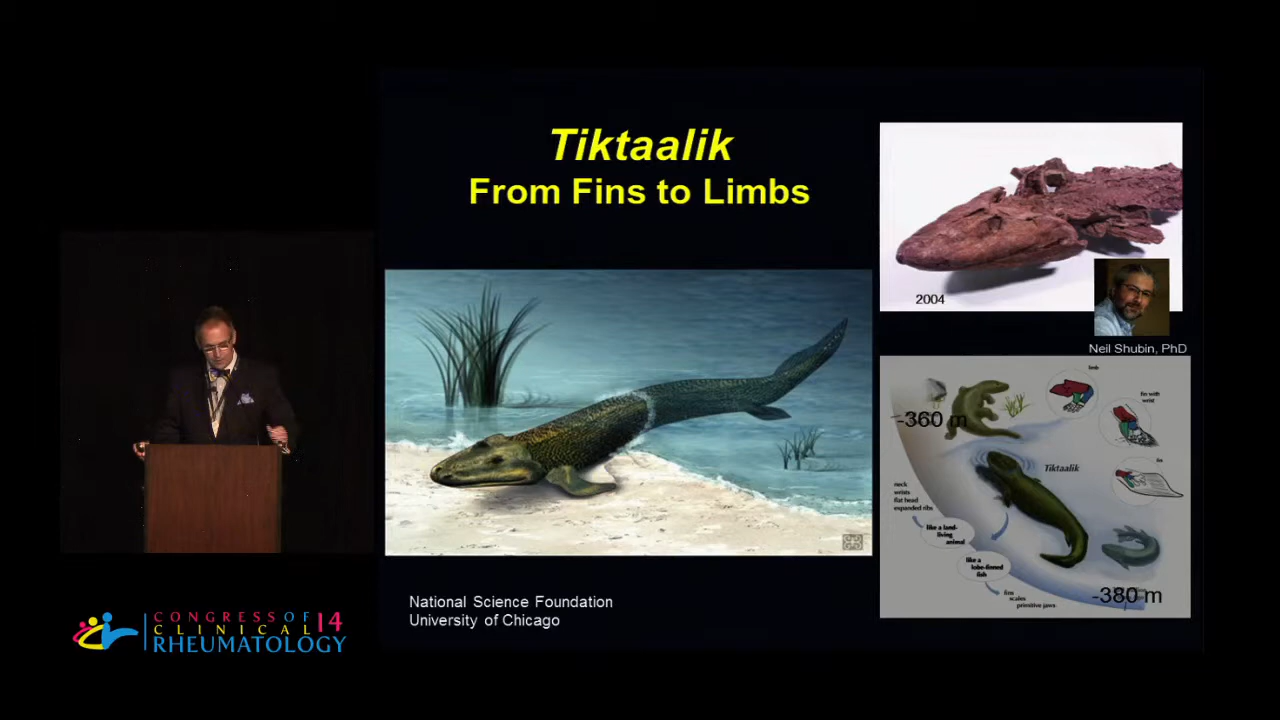 Tiktaalik
From Fins to Limbs
2004
Neil Shubin, PhD
limb
fin with
wrist
-360 m
Tiktaalik
fin
neck
wrists
flat head
expanded ribs
like a land-
living
animal
like a
lobe-finned
fish
fins
scales
primitive jaws
-380 m
National Science Foundation
University of Chicago
CONGRESS OF
CLINICAL 14
RHEUMATOLOGY